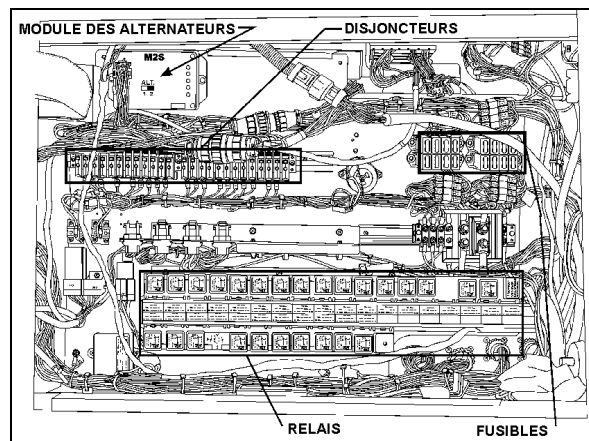 MODULE DES ALTERNATEURS
DISJONCTEURS
M2S
ALT.
1 2
RELAIS
FUSIBLES